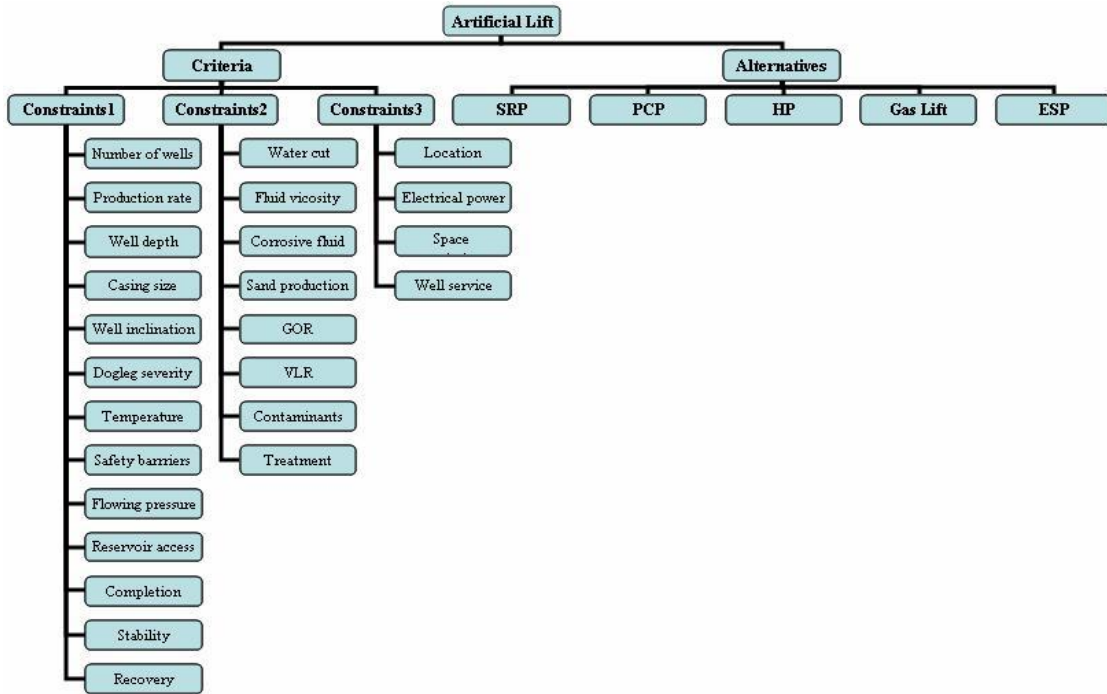 Artificial Lift
Criteria
Alternatives
Constraints1
Constraints2
Constraints3
SRP
PCP
HP
Gas Lift
ESP
Number of wells
Production rate
Well depth
Casing size
Well inclination
Dogleg severity
Temperature
Safety barrriers
Flowing pressure
Reservoir access
Completion
Stability
Recovery
Water cut
Fluid vicosity
Corrosive fluid
Sand production
GOR
VLR
Contaminants
Treatment
Location
Electrical power
Space
Well service